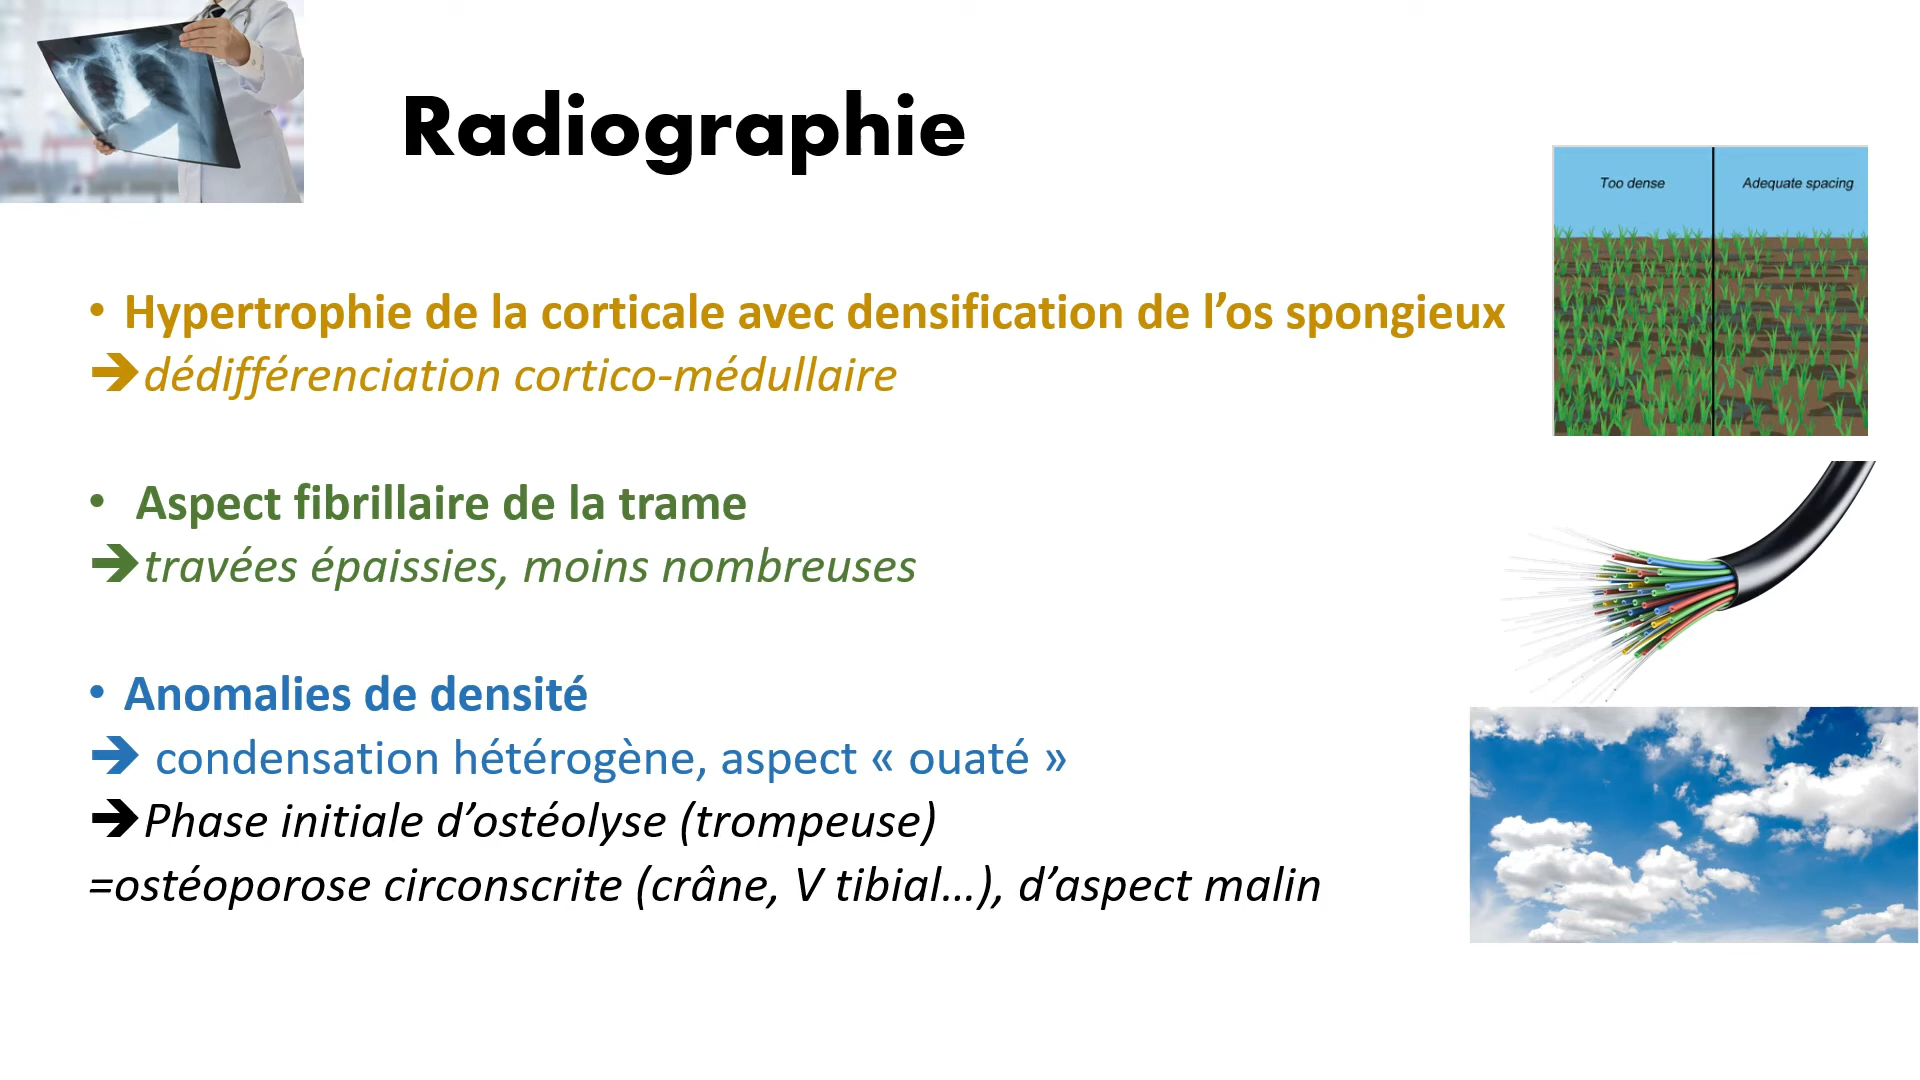 Radiographie
Too dense
Adequate spacing
• Hypertrophie de la corticale avec densification de l’os spongieux
➔dédifférenciation cortico-médullaire
• Aspect fibrillaire de la trame
➔travées épaissies, moins nombreuses
• Anomalies de densité
➔ condensation hétérogène, aspect « ouaté »
➔Phase initiale d’ostéolyse (trompeuse)
=ostéoporose circonscrite (crâne, V tibial…), d’aspect malin